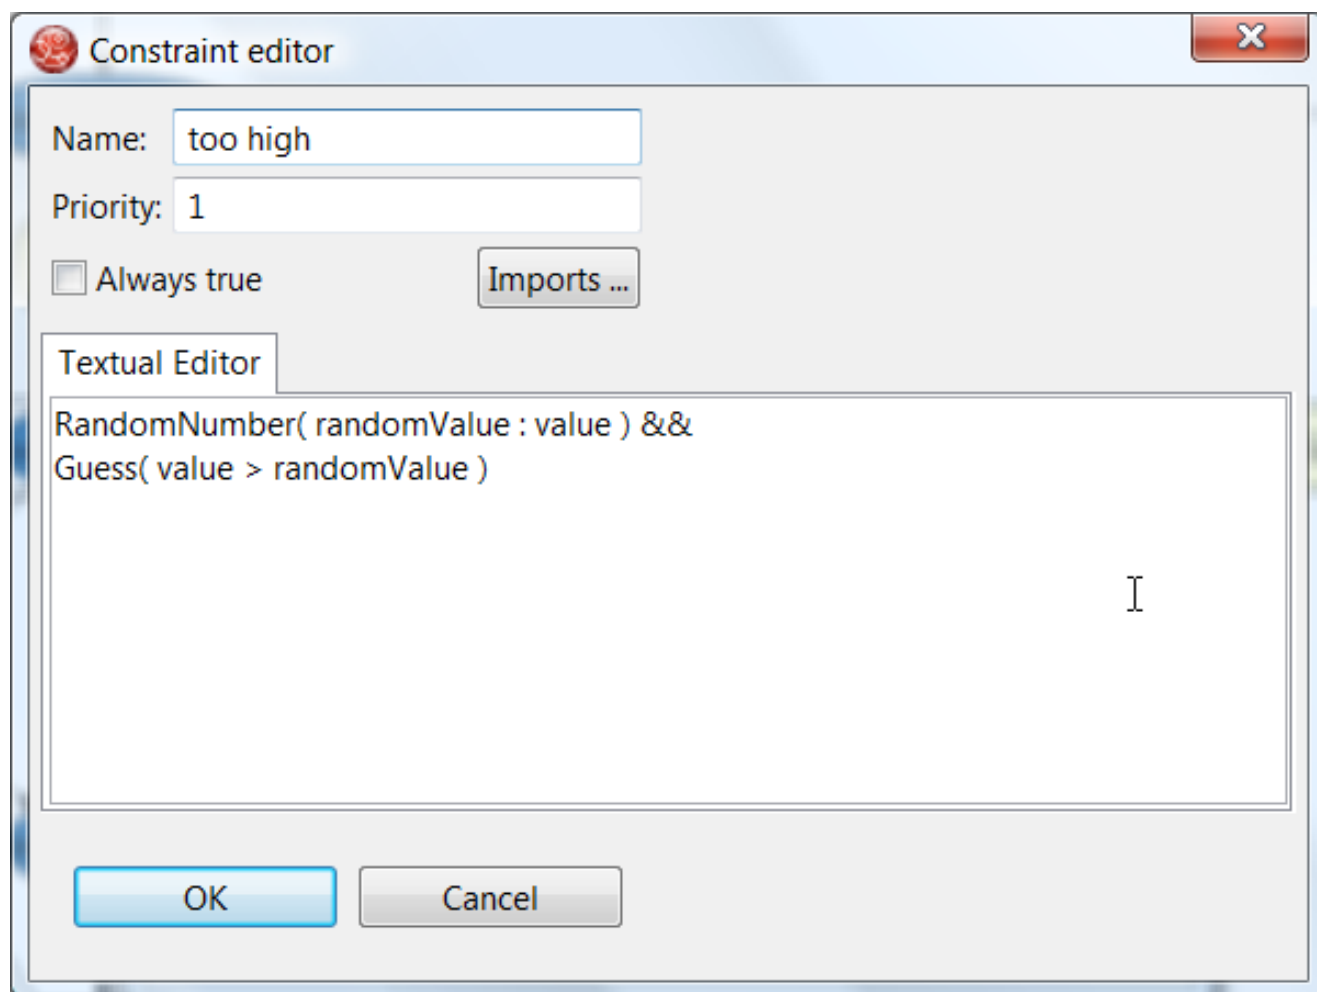 Constraint editor
Name: too high
Priority: 1
Always true Imports ...
Textual Editor
RandomNumber( randomValue : value ) &&
Guess( value > randomValue )
OK Cancel